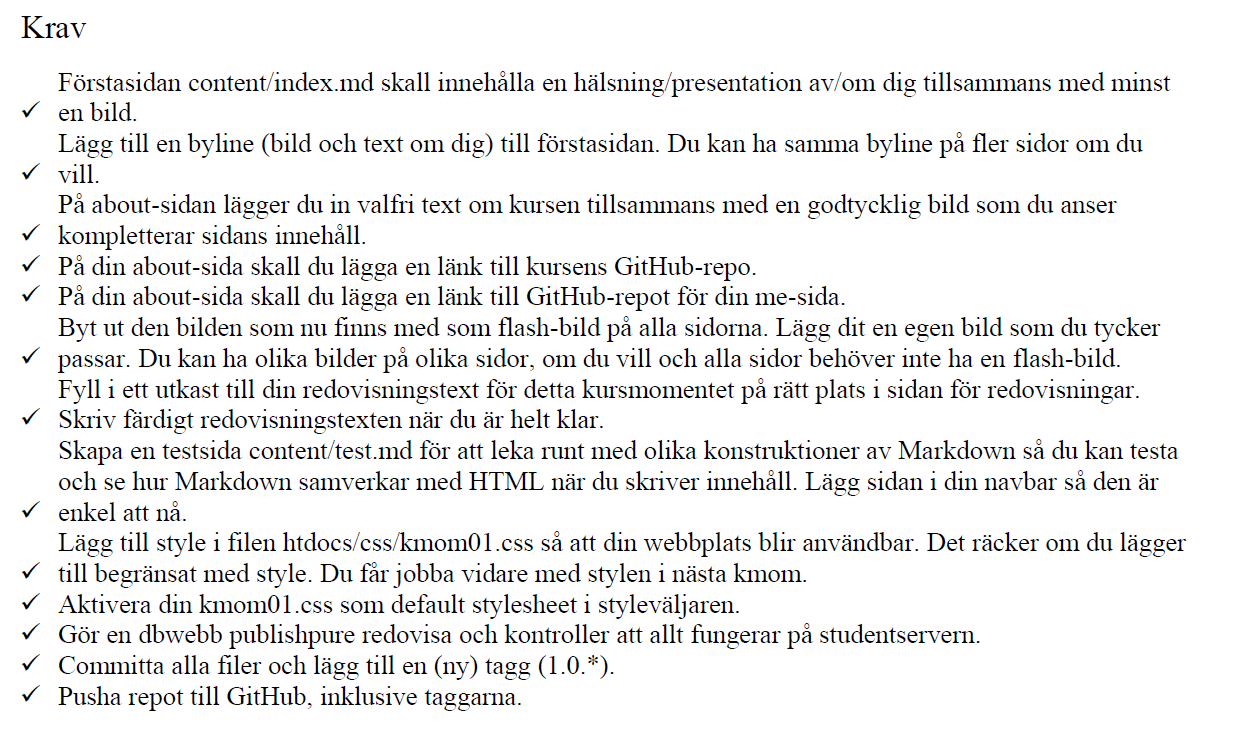 Krav
Förstasidan content/index.md skall innehålla en hälsning/presentation av/om dig tillsammans med minst
✓ en bild.
Lägg till en byline (bild och text om dig) till förstasidan. Du kan ha samma byline på fler sidor om du
✓ vill.
På about-sidan lägger du in valfri text om kursen tillsammans med en godtycklig bild som du anser
✓ kompletterar sidans innehåll.
✓ På din about-sida skall du lägga en länk till kursens GitHub-repo.
✓ På din about-sida skall du lägga en länk till GitHub-repot för din me-sida.
Byt ut den bilden som nu finns med som flash-bild på alla sidorna. Lägg dit en egen bild som du tycker
✓ passar. Du kan ha olika bilder på olika sidor, om du vill och alla sidor behöver inte ha en flash-bild.
Fyll i ett utkast till din redovisningstext för detta kursmomentet på rätt plats i sidan för redovisningar.
✓ Skriv färdigt redovisningstexten när du är helt klar.
Skapa en testsida content/test.md för att leka runt med olika konstruktioner av Markdown så du kan testa
och se hur Markdown samverkar med HTML när du skriver innehåll. Lägg sidan i din navbar så den är
✓ enkel att nå.
Lägg till style i filen htdocs/css/kmom01.css så att din webbplats blir användbar. Det räcker om du lägger
✓ till begränsat med style. Du får jobba vidare med stylen i nästa kmom.
✓ Aktivera din kmom01.css som default stylesheet i styleväljaren.
✓ Gör en dbwebb publishpure redovisa och kontroller att allt fungerar på studentservern.
✓ Committa alla filer och lägg till en (ny) tagg (1.0.*).
✓ Pusha repot till GitHub, inklusive taggarna.